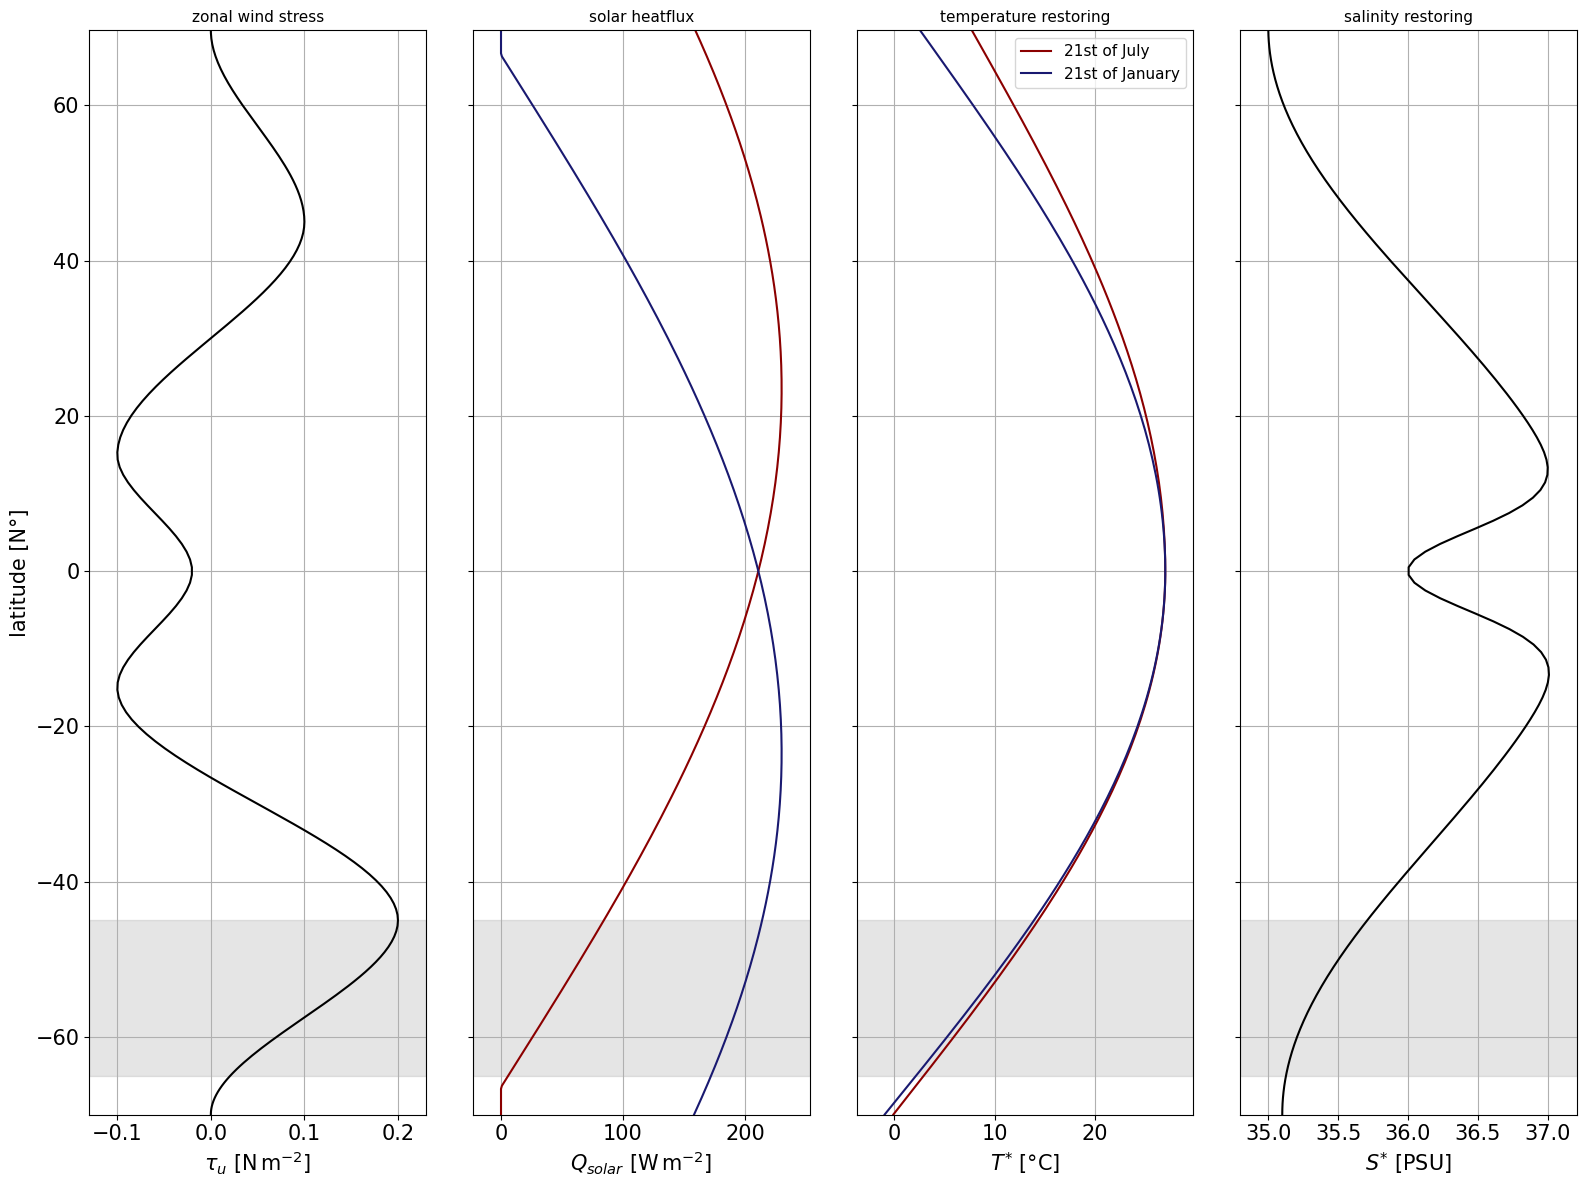 zonal wind stress
solar heatflux
temperature restoring
salinity restoring
21st of July
21st of January
latitude [N°]
60
40
20
0
−20
−40
−60
−0.1 0.0 0.1 0.2
0 100 200
0 10 20
35.0 35.5 36.0 36.5 37.0
τ_u [N m⁻²]
Q_solar [W m⁻²]
T* [°C]
S* [PSU]